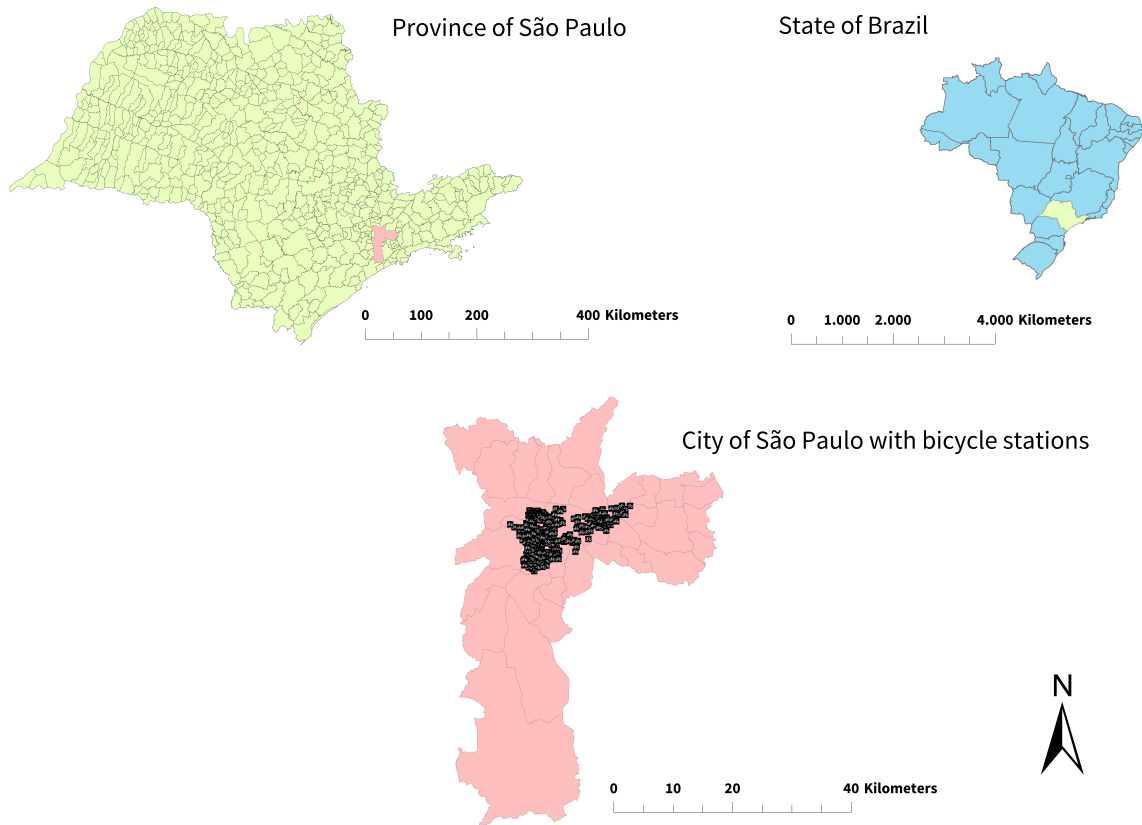 Province of São Paulo
State of Brazil
0 100 200 400 Kilometers
0 1.000 2.000 4.000 Kilometers
City of São Paulo with bicycle stations
N
0 10 20 40 Kilometers